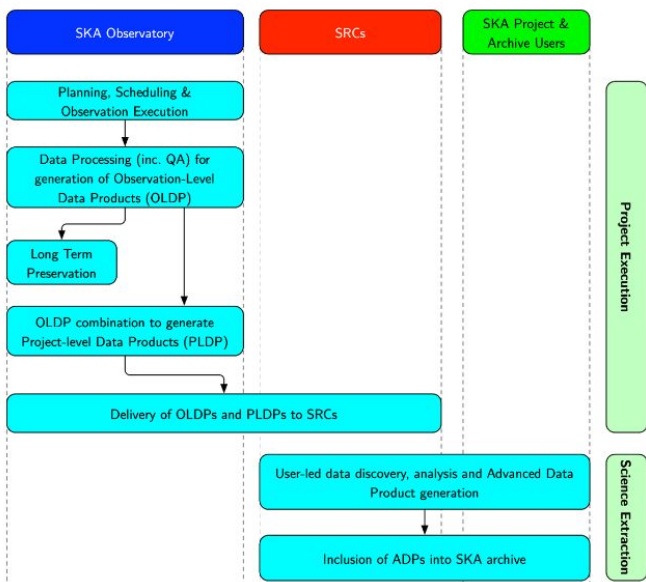 SKA Observatory
SRCs
SKA Project &
Archive Users
Planning, Scheduling &
Observation Execution
Data Processing (inc. QA) for
generation of Observation-Level
Data Products (OLDP)
Long Term
Preservation
OLDP combination to generate
Project-level Data Products (PLDP)
Delivery of OLDPs and PLDPs to SRCs
Project Execution
User-led data discovery, analysis and Advanced Data
Product generation
Inclusion of ADPs into SKA archive
Science Extraction